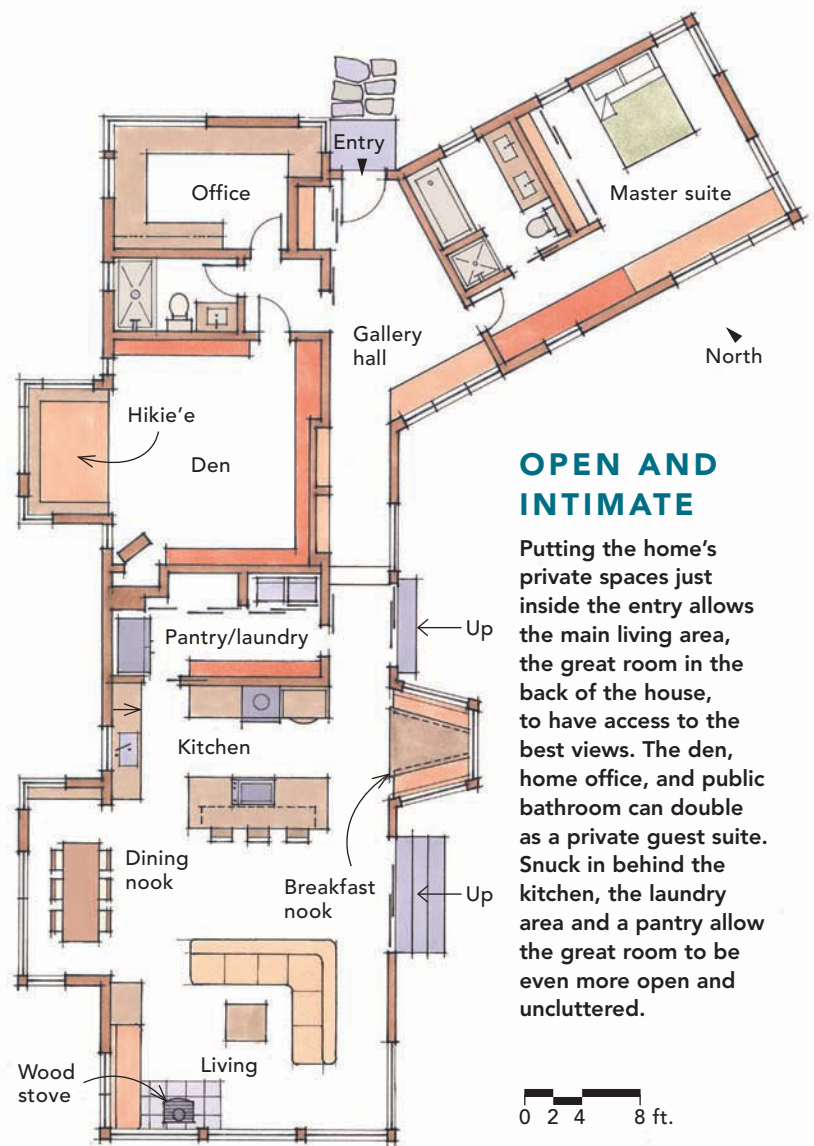 Entry
Office
Master suite
Gallery
hall
North
Hikie'e
Den
OPEN AND
INTIMATE
Putting the home's
private spaces just
inside the entry allows
the main living area,
the great room in the
back of the house,
to have access to the
best views. The den,
home office, and public
bathroom can double
as a private guest suite.
Snuck in behind the
kitchen, the laundry
area and a pantry allow
the great room to be
even more open and
uncluttered.
Up
Pantry/laundry
Kitchen
Dining
nook
Breakfast
nook
Up
Living
Wood
stove
0 2 4 8 ft.